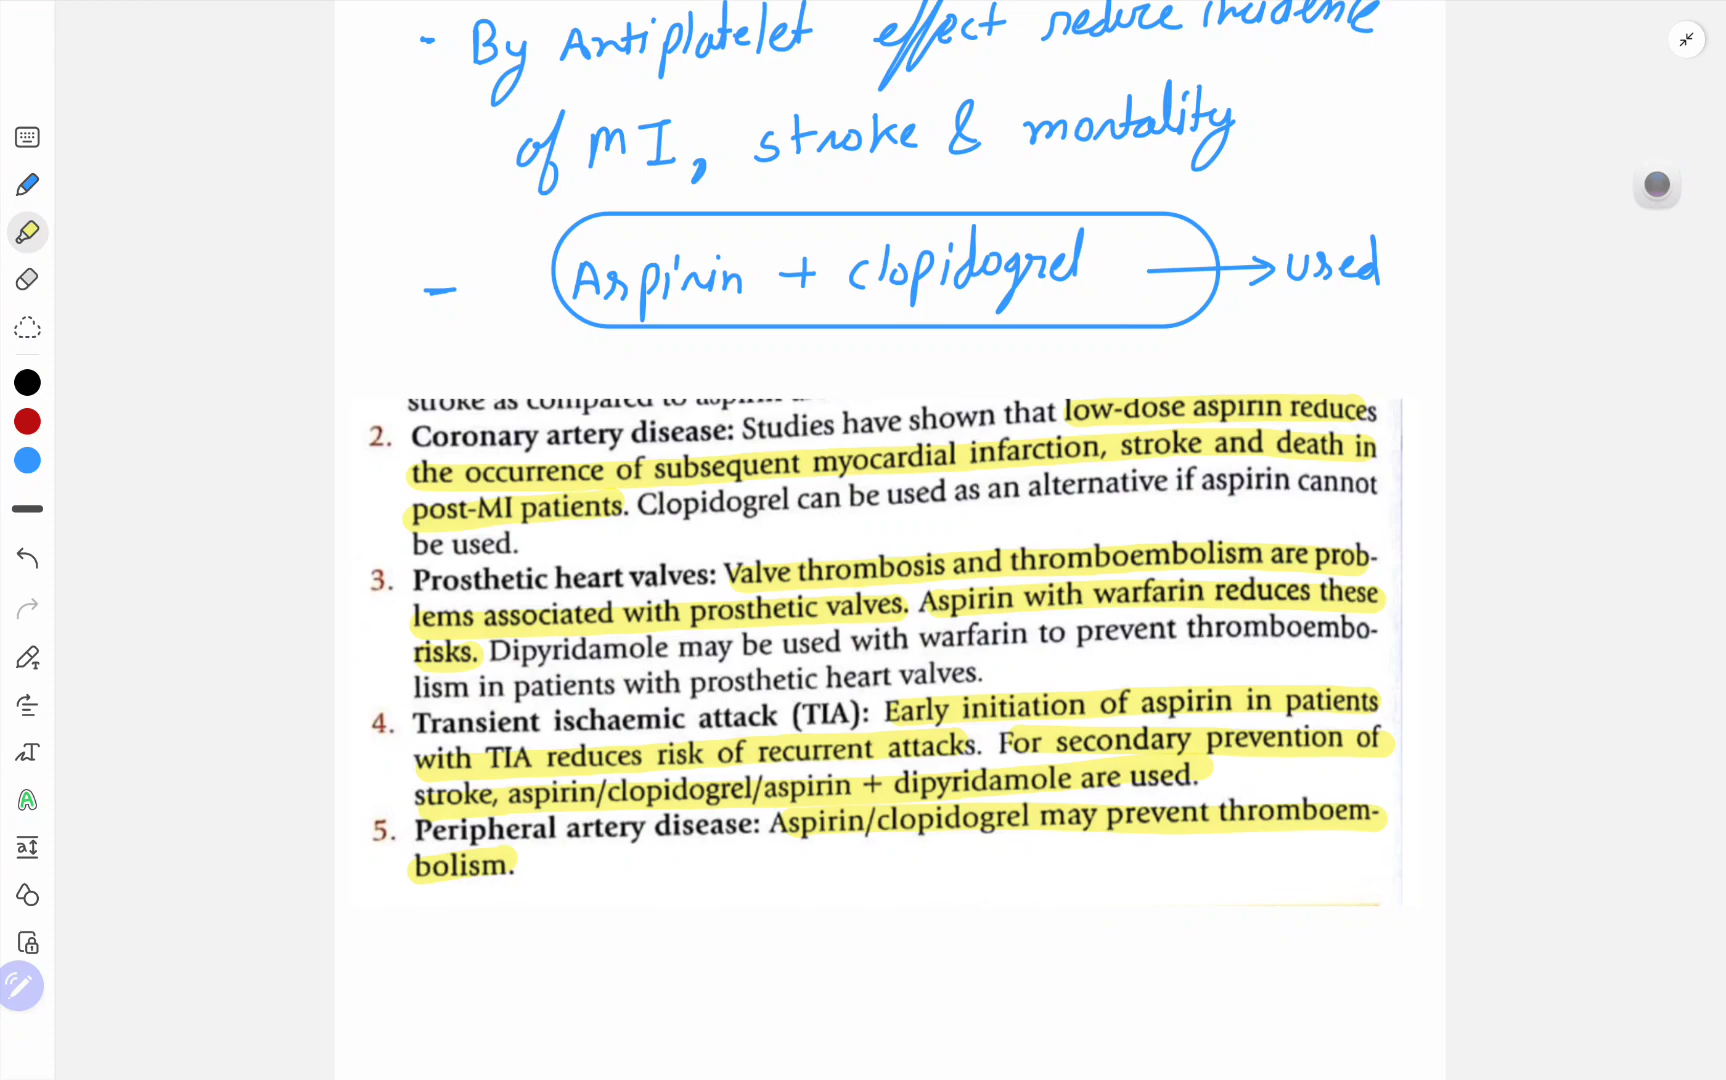 - By Antiplatelet effect reduce incidence
of MI, stroke & mortality
- Aspirin + clopidogrel → used
stroke as compared to aspirin
2. Coronary artery disease: Studies have shown that low-dose aspirin reduces
the occurrence of subsequent myocardial infarction, stroke and death in
post-MI patients. Clopidogrel can be used as an alternative if aspirin cannot
be used.
3. Prosthetic heart valves: Valve thrombosis and thromboembolism are prob-
lems associated with prosthetic valves. Aspirin with warfarin reduces these
risks. Dipyridamole may be used with warfarin to prevent thromboembo-
lism in patients with prosthetic heart valves.
4. Transient ischaemic attack (TIA): Early initiation of aspirin in patients
with TIA reduces risk of recurrent attacks. For secondary prevention of
stroke, aspirin/clopidogrel/aspirin + dipyridamole are used.
5. Peripheral artery disease: Aspirin/clopidogrel may prevent thromboem-
bolism.